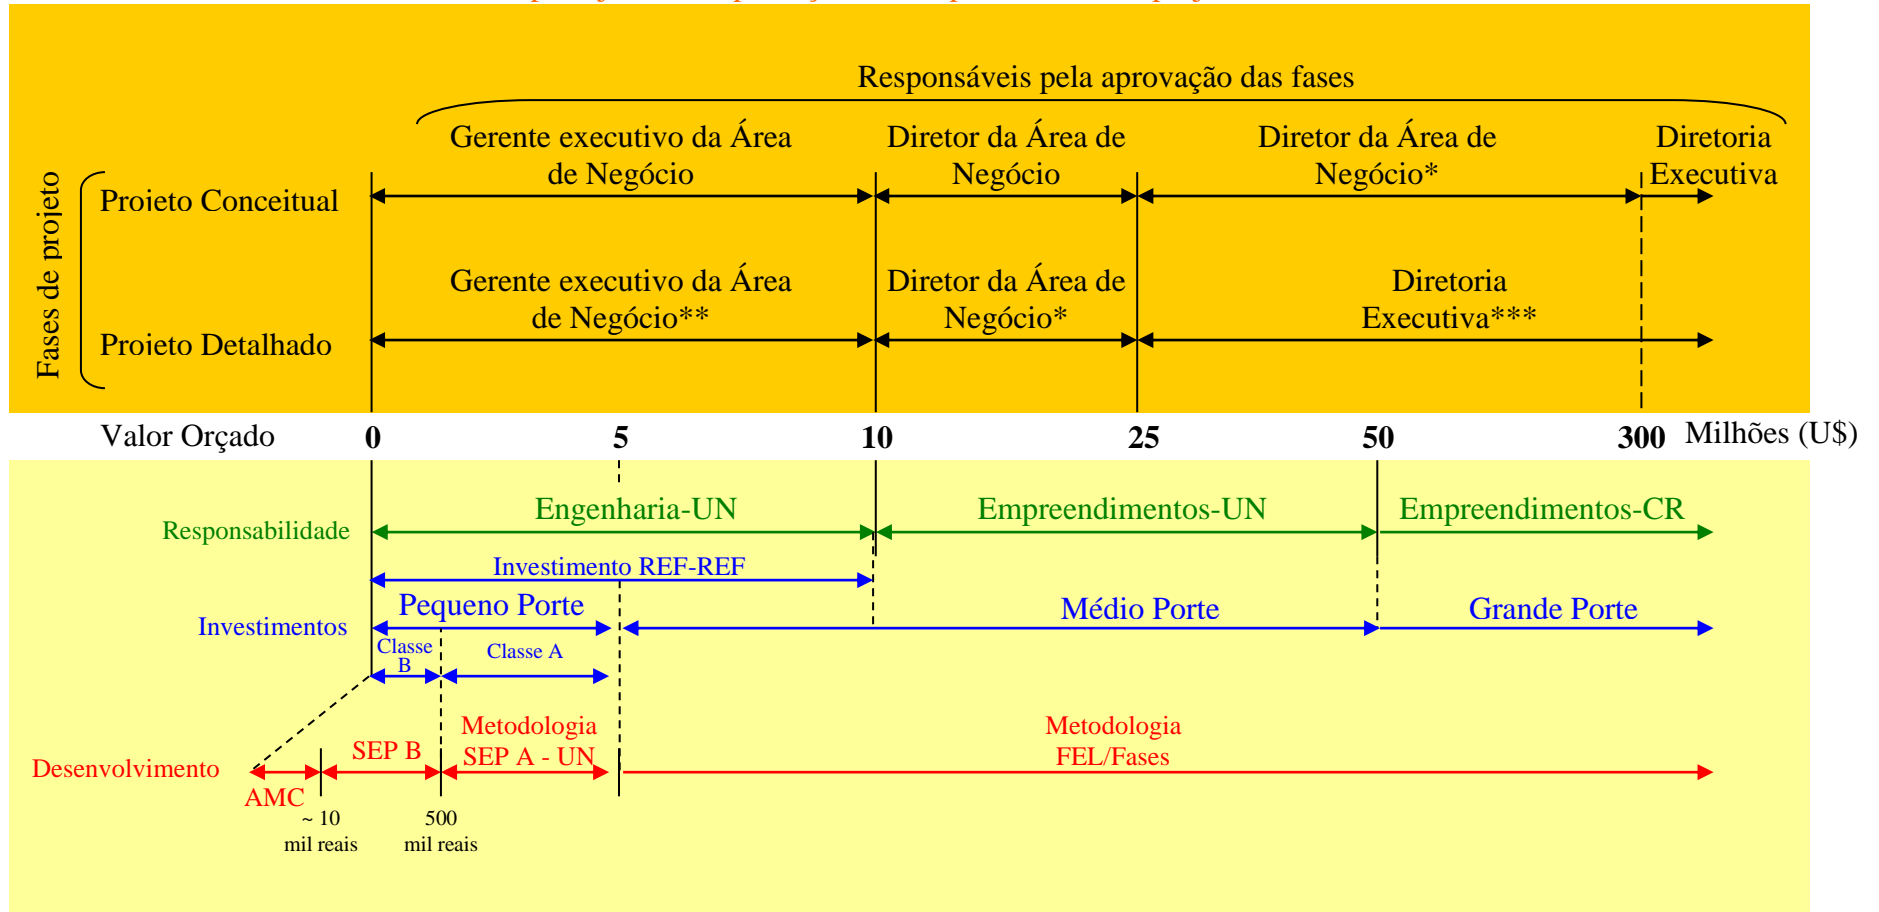 Responsáveis pela aprovação das fases
Gerente executivo da Área
de Negócio
Diretor da Área de
Negócio
Diretor da Área de
Negócio*
Diretoria
Executiva
Fases de projeto
Projeto Conceitual
Gerente executivo da Área
de Negócio**
Diretor da Área de
Negócio*
Diretoria
Executiva***
Projeto Detalhado
Valor Orçado 0 5 10 25 50 300 Milhões (U$)
Responsabilidade
Engenharia-UN
Empreendimentos-UN
Empreendimentos-CR
Investimento REF-REF
Investimentos
Pequeno Porte
Médio Porte
Grande Porte
Classe
B
Classe A
Desenvolvimento
AMC
SEP B
Metodologia
SEP A - UN
Metodologia
FEL/Fases
~ 10
mil reais
500
mil reais